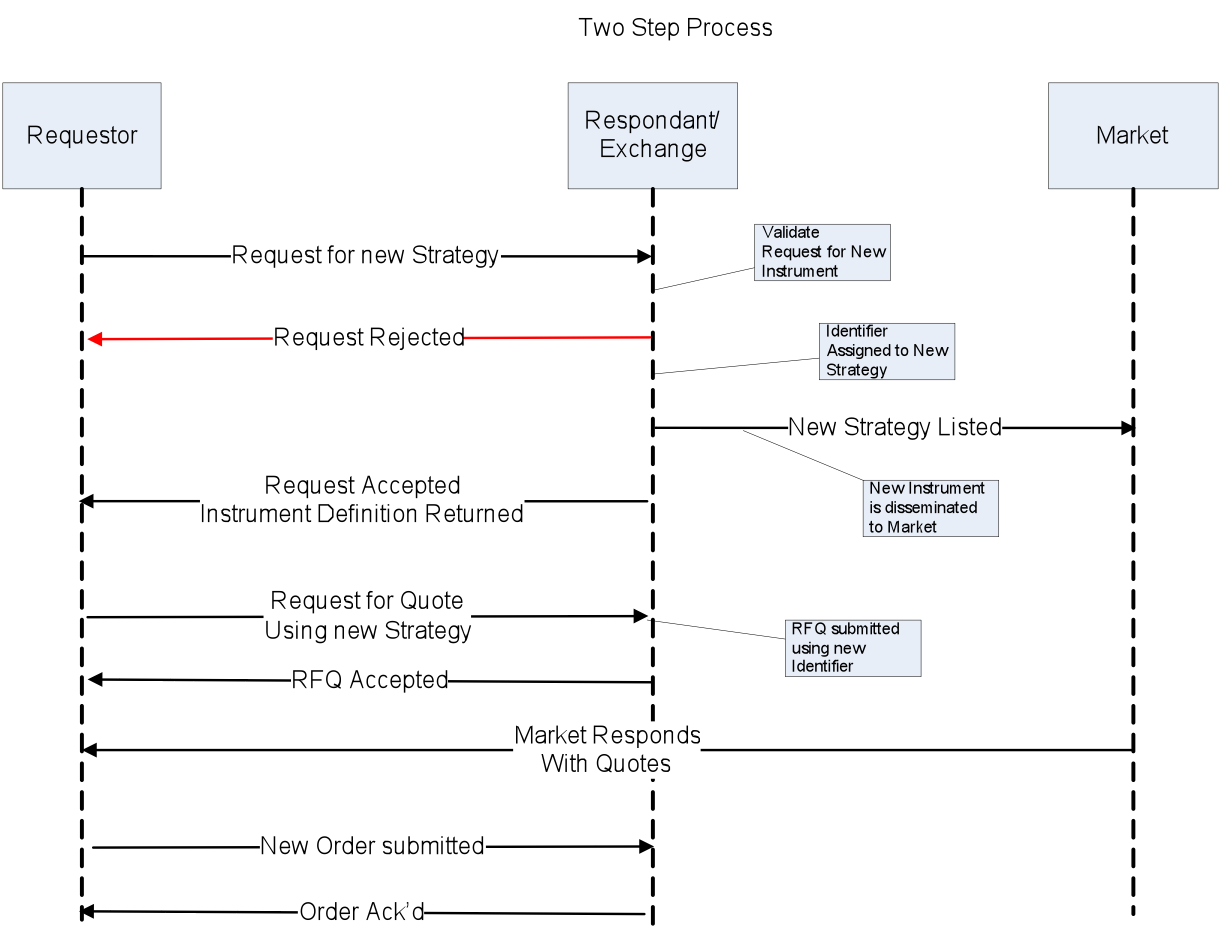 Two Step Process
Requestor
Respondant/
Exchange
Market
Request for new Strategy
Validate
Request for New
Instrument
Request Rejected
Identifier
Assigned to New
Strategy
New Strategy Listed
Request Accepted
Instrument Definition Returned
New Instrument
is disseminated
to Market
Request for Quote
Using new Strategy
RFQ submitted
using new
Identifier
RFQ Accepted
Market Responds
With Quotes
New Order submitted
Order Ack’d